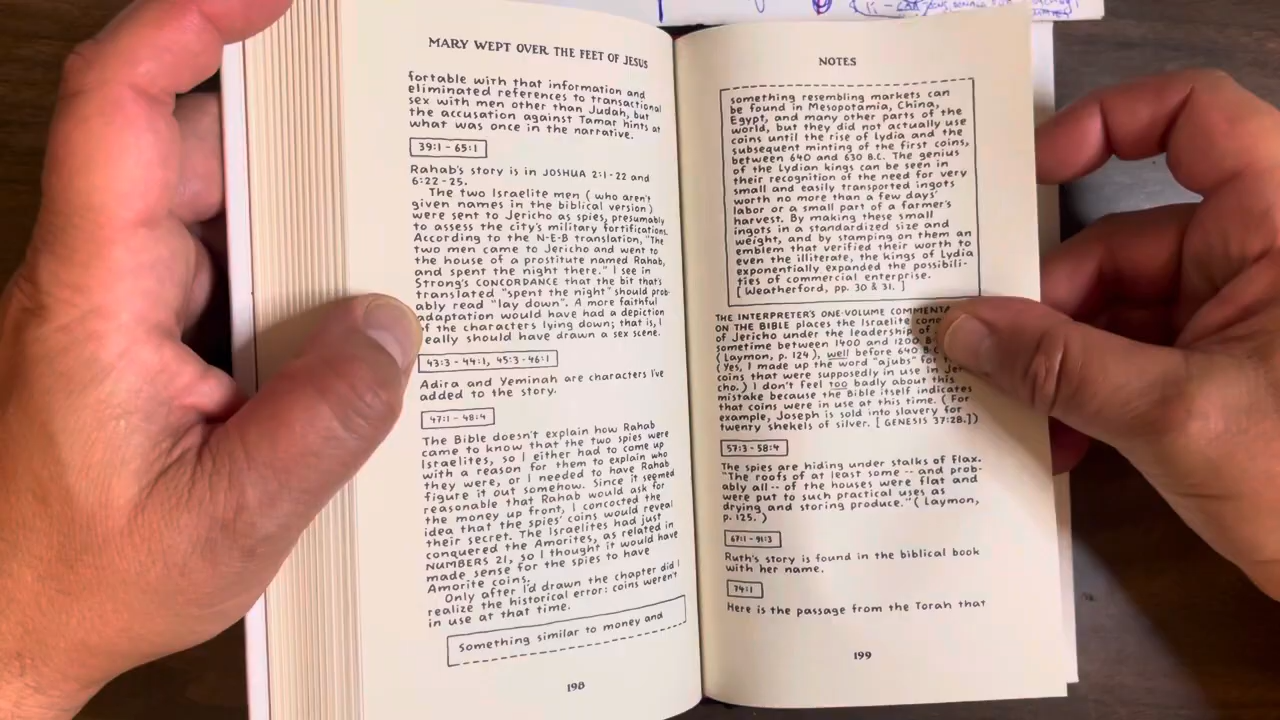 MARY WEPT OVER THE FEET OF JESUS
fortable with that information and
eliminated references to transactional
sex with men other than Judah, but
the accusation against Tamar hints at
what was once in the narrative.
39:1 - 65:1
Rahab's story is in JOSHUA 2:1-22 and
6:22-25.
The two Israelite men (who aren't
given names in the biblical version)
were sent to Jericho as spies, presumably
to assess the city's military fortifications.
According to the N-E-B translation, "The
two men came to Jericho and went to
the house of a prostitute named Rahab,
and spent the night there." I see in
Strong's CONCORDANCE that the bit that's
translated "spent the night" should prob-
ably read "lay down". A more faithful
adaptation would have had a depiction
of the characters lying down; that is, I
really should have drawn a sex scene.
43:3 - 44:1, 45:3 - 46:1
Adira and Yeminah are characters I've
added to the story.
47:1 - 48:4
The Bible doesn't explain how Rahab
came to know that the two spies were
Israelites, so I either had to come up
with a reason for them to explain who
they were, or I needed to have Rahab
figure it out somehow. Since it seemed
reasonable that Rahab would ask for
the money up front, I concocted the
idea that the spies' coins would reveal
their secret. The Israelites had just
conquered the Amorites, as related in
NUMBERS 21, so I thought it would have
made sense for the spies to have
Amorite coins.
Only after I'd drawn the chapter did I
realize the historical error: coins weren't
in use at that time.
Something similar to money and
198
NOTES
something resembling markets can
be found in Mesopotamia, China,
Egypt, and many other parts of the
world, but they did not actually use
coins until the rise of Lydia and the
subsequent minting of the first coins,
between 640 and 630 B.C. The genius
of the Lydian kings can be seen in
their recognition of the need for very
small and easily transported ingots
worth no more than a few days'
labor or a small part of a farmer's
harvest. By making these small
ingots in a standardized size and
weight, and by stamping on them an
emblem that verified their worth to
even the illiterate, the kings of Lydia
exponentially expanded the possibili-
ties of commercial enterprise.
[Weatherford, pp. 30 & 31.]
THE INTERPRETER'S ONE-VOLUME COMMENTA
ON THE BIBLE places the Israelite con
of Jericho under the leadership of
sometime between 1400 and 1200 B
(Laymon, p. 124), well before 640 B.C
(Yes, I made up the word "ajubs" for
coins that were supposedly in use in Jer
cho.) I don't feel too badly about this
mistake because the Bible itself indicates
that coins were in use at this time. (For
example, Joseph is sold into slavery for
twenty shekels of silver. [GENESIS 37:28.])
57:3 - 58:4
The spies are hiding under stalks of flax.
"The roofs of at least some -- and prob-
ably all -- of the houses were flat and
were put to such practical uses as
drying and storing produce." (Laymon,
p. 125.)
67:1 - 91:3
Ruth's story is found in the biblical book
with her name.
74:1
Here is the passage from the Torah that
199